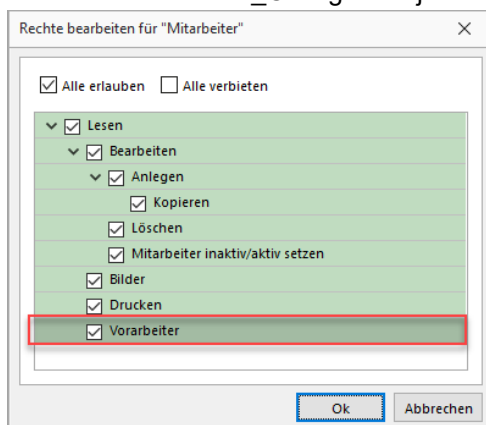 Rechte bearbeiten für "Mitarbeiter"
Alle erlauben Alle verbieten
Lesen
Bearbeiten
Anlegen
Kopieren
Löschen
Mitarbeiter inaktiv/aktiv setzen
Bilder
Drucken
Vorarbeiter
Ok Abbrechen